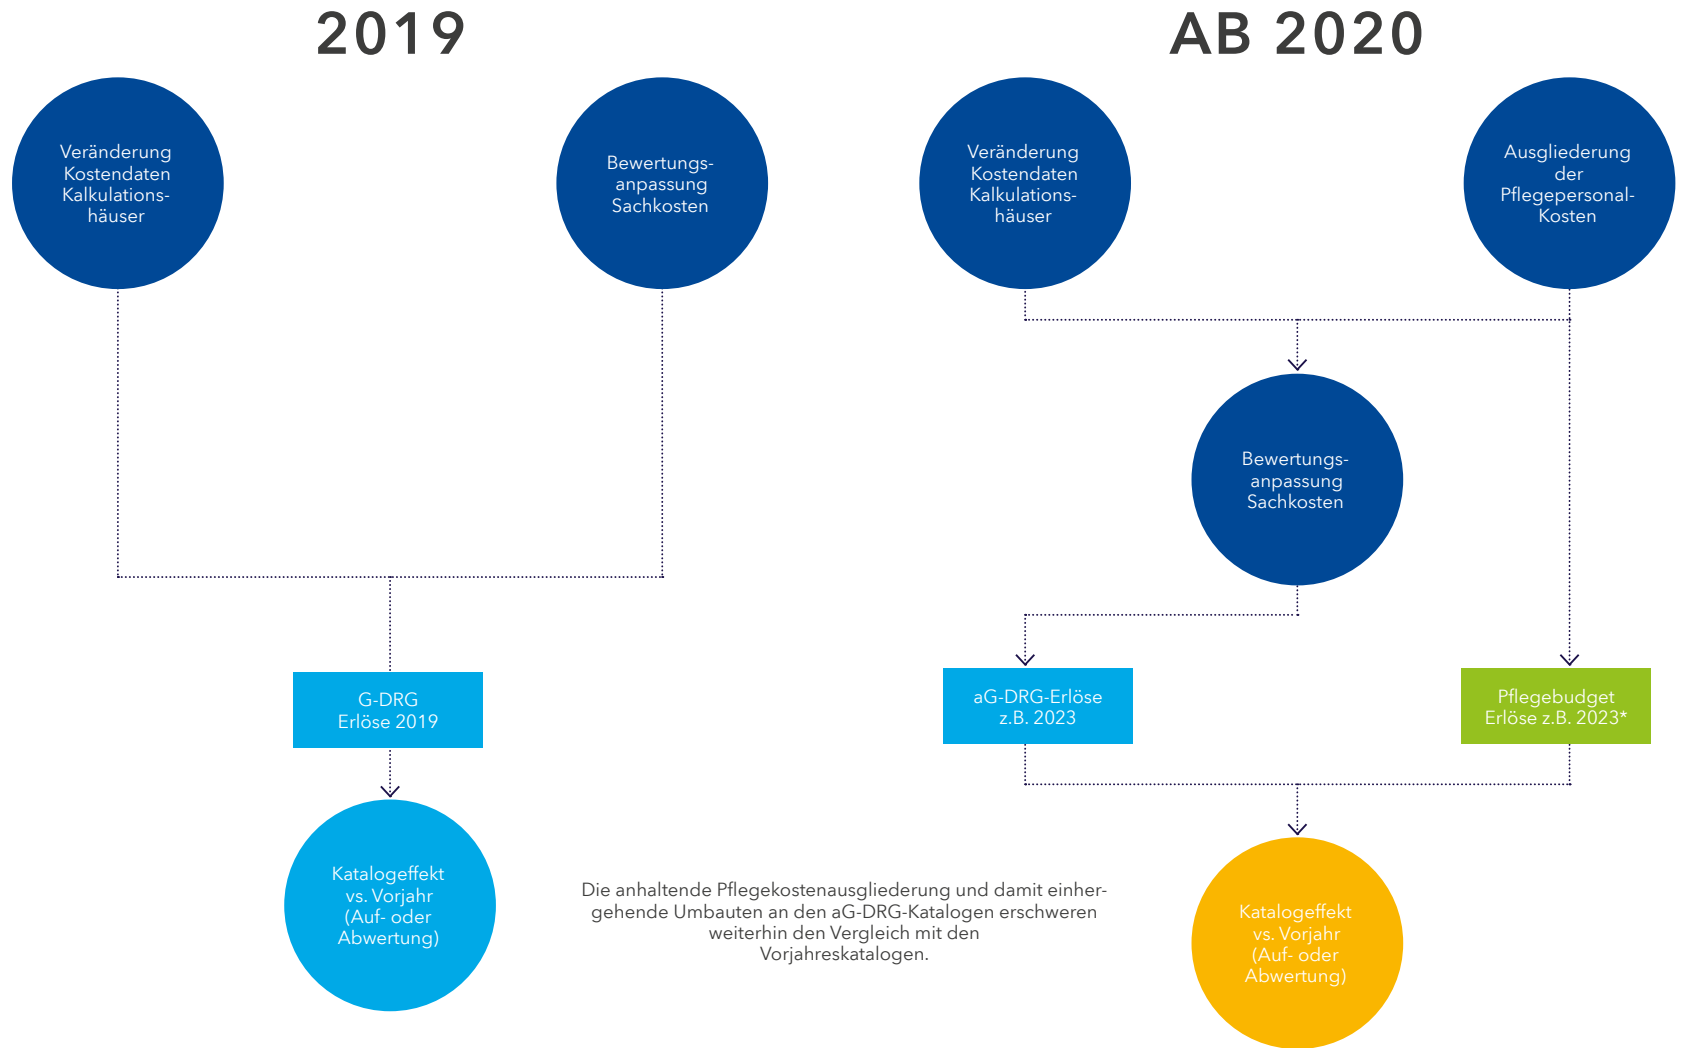 2019
Veränderung
Kostendaten
Kalkulations-
häuser
Bewertungs-
anpassung
Sachkosten
G-DRG
Erlöse 2019
Katalogeffekt
vs. Vorjahr
(Auf- oder
Abwertung)
Die anhaltende Pflegekostenausgliederung und damit einher-
gehende Umbauten an den aG-DRG-Katalogen erschweren
weiterhin den Vergleich mit den
Vorjahreskatalogen.
AB 2020
Veränderung
Kostendaten
Kalkulations-
häuser
Ausgliederung
der
Pflegepersonal-
Kosten
Bewertungs-
anpassung
Sachkosten
aG-DRG-Erlöse
z.B. 2023
Pflegebudget
Erlöse z.B. 2023*
Katalogeffekt
vs. Vorjahr
(Auf- oder
Abwertung)